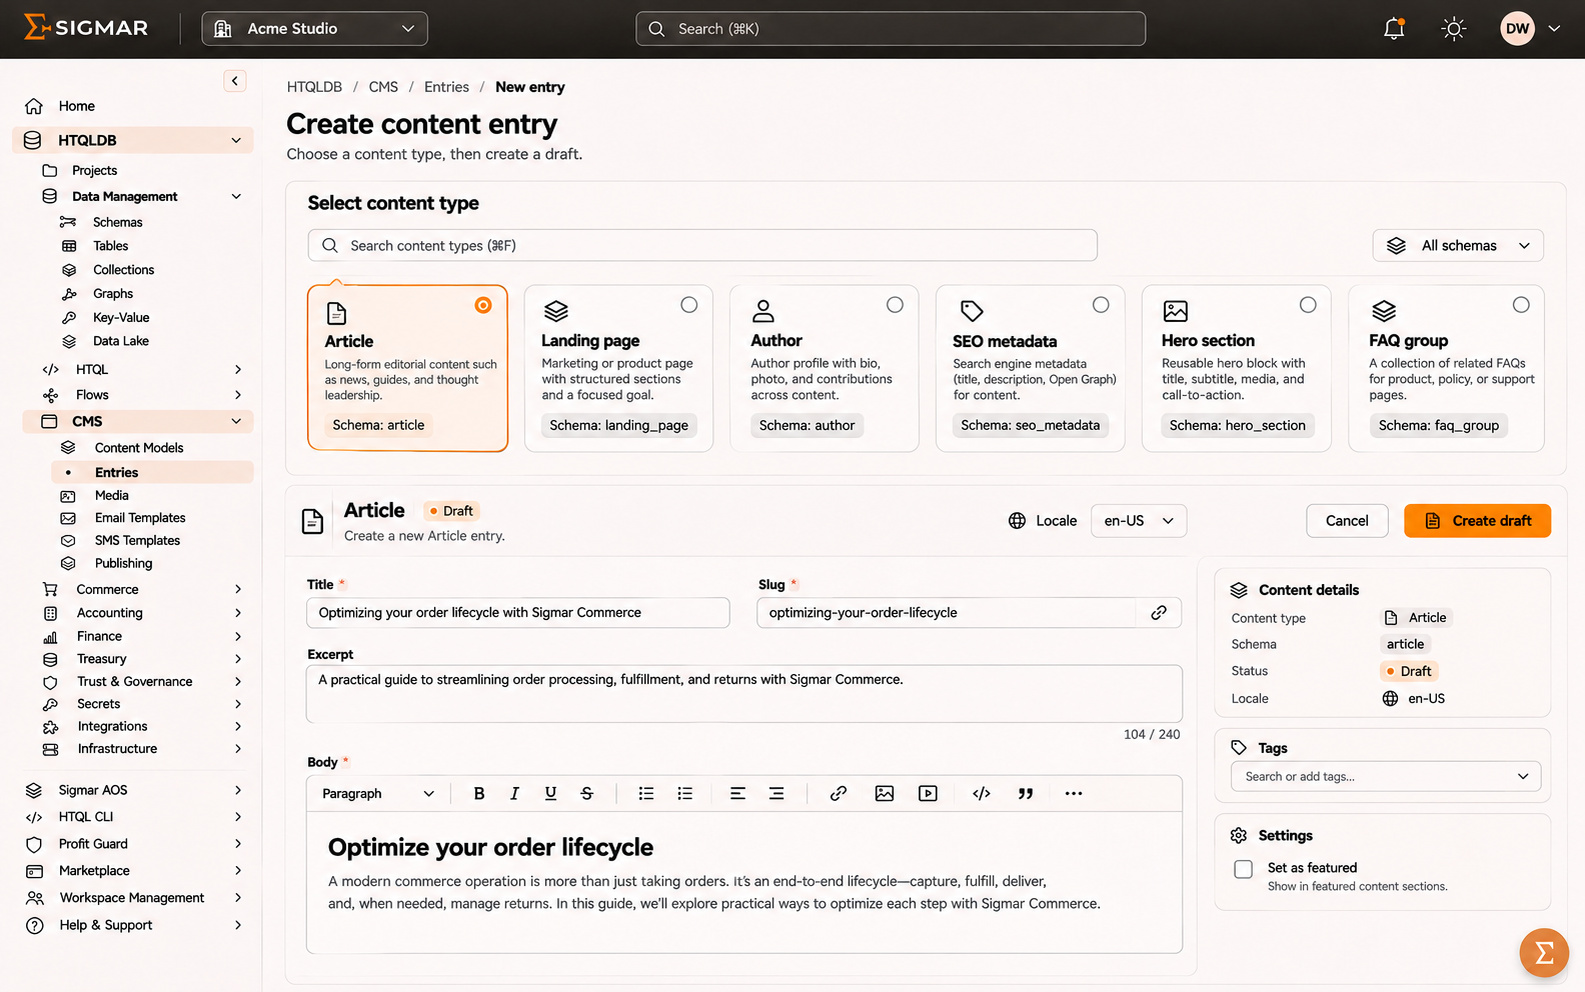 SIGMAR
Acme Studio
Search (⌘K)
DW
Home
HTQLDB
Projects
Data Management
Schemas
Tables
Collections
Graphs
Key-Value
Data Lake
HTQL
Flows
CMS
Content Models
Entries
Media
Email Templates
SMS Templates
Publishing
Commerce
Accounting
Finance
Treasury
Trust & Governance
Secrets
Integrations
Infrastructure
Sigmar AOS
HTQL CLI
Profit Guard
Marketplace
Workspace Management
Help & Support
HTQLDB / CMS / Entries / New entry
Create content entry
Choose a content type, then create a draft.
Select content type
Search content types (⌘F)
All schemas
Article
Long-form editorial content such
as news, guides, and thought
leadership.
Schema: article
Landing page
Marketing or product page
with structured sections
and a focused goal.
Schema: landing_page
Author
Author profile with bio,
photo, and contributions
across content.
Schema: author
SEO metadata
Search engine metadata
(title, description, Open Graph)
for content.
Schema: seo_metadata
Hero section
Reusable hero block with
title, subtitle, media, and
call-to-action.
Schema: hero_section
FAQ group
A collection of related FAQs
for product, policy, or support
pages.
Schema: faq_group
Article
Draft
Create a new Article entry.
Locale
en-US
Cancel
Create draft
Title *
Optimizing your order lifecycle with Sigmar Commerce
Slug *
optimizing-your-order-lifecycle
Excerpt
A practical guide to streamlining order processing, fulfillment, and returns with Sigmar Commerce.
104 / 240
Body *
Paragraph
B I U S
Optimize your order lifecycle
A modern commerce operation is more than just taking orders. It's an end-to-end lifecycle—capture, fulfill, deliver,
and, when needed, manage returns. In this guide, we'll explore practical ways to optimize each step with Sigmar Commerce.
Content details
Content type Article
Schema article
Status Draft
Locale en-US
Tags
Search or add tags...
Settings
Set as featured
Show in featured content sections.
Σ